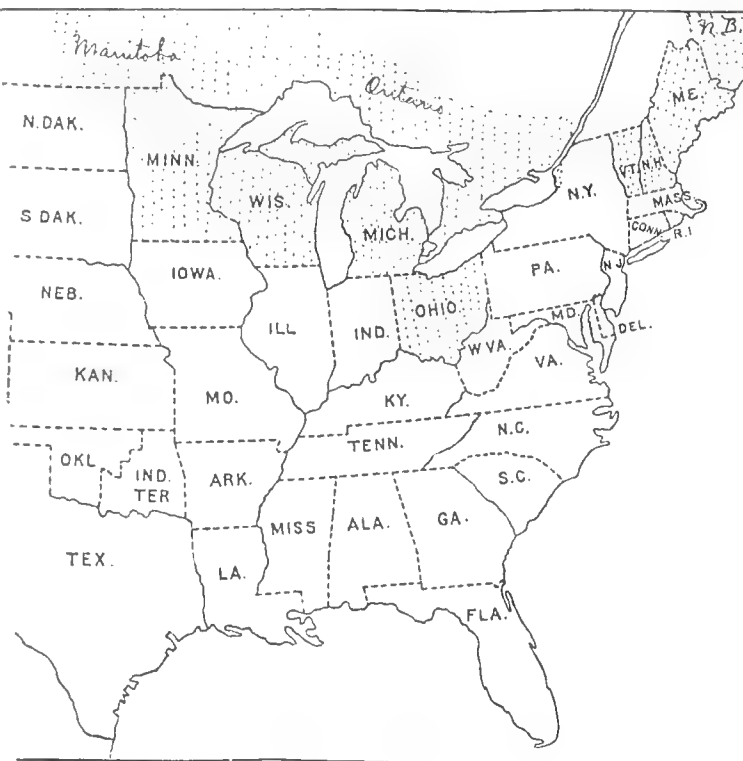 Manitoba
N.B.
Ontario
N. DAK.
MINN.
ME.
S DAK.
WIS.
MICH.
N.Y.
VT.
N.H.
MASS.
CONN.
R.I
NEB.
IOWA.
ILL
IND.
OHIO.
PA.
N.J.
MD.
DEL.
W VA.
VA.
KAN.
MO.
KY.
TENN.
N.C.
S.C.
OKL.
IND.
TER
ARK.
MISS
ALA.
GA.
TEX.
LA.
FLA.